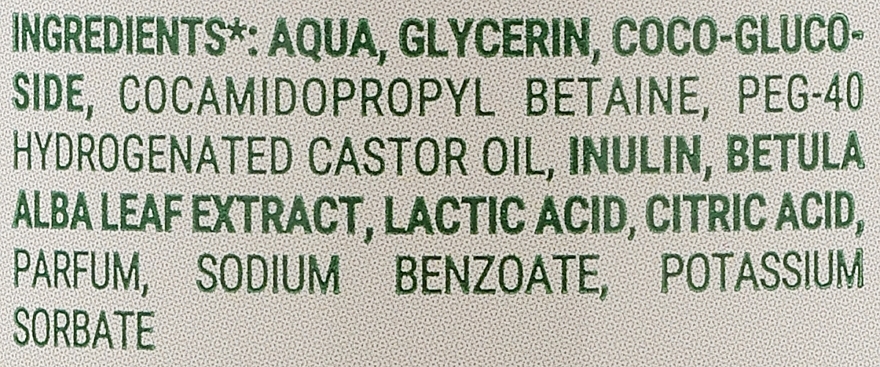 INGREDIENTS*: AQUA, GLYCERIN, COCO-GLUCO-
SIDE, COCAMIDOPROPYL BETAINE, PEG-40
HYDROGENATED CASTOR OIL, INULIN, BETULA
ALBA LEAF EXTRACT, LACTIC ACID, CITRIC ACID,
PARFUM, SODIUM BENZOATE, POTASSIUM
SORBATE